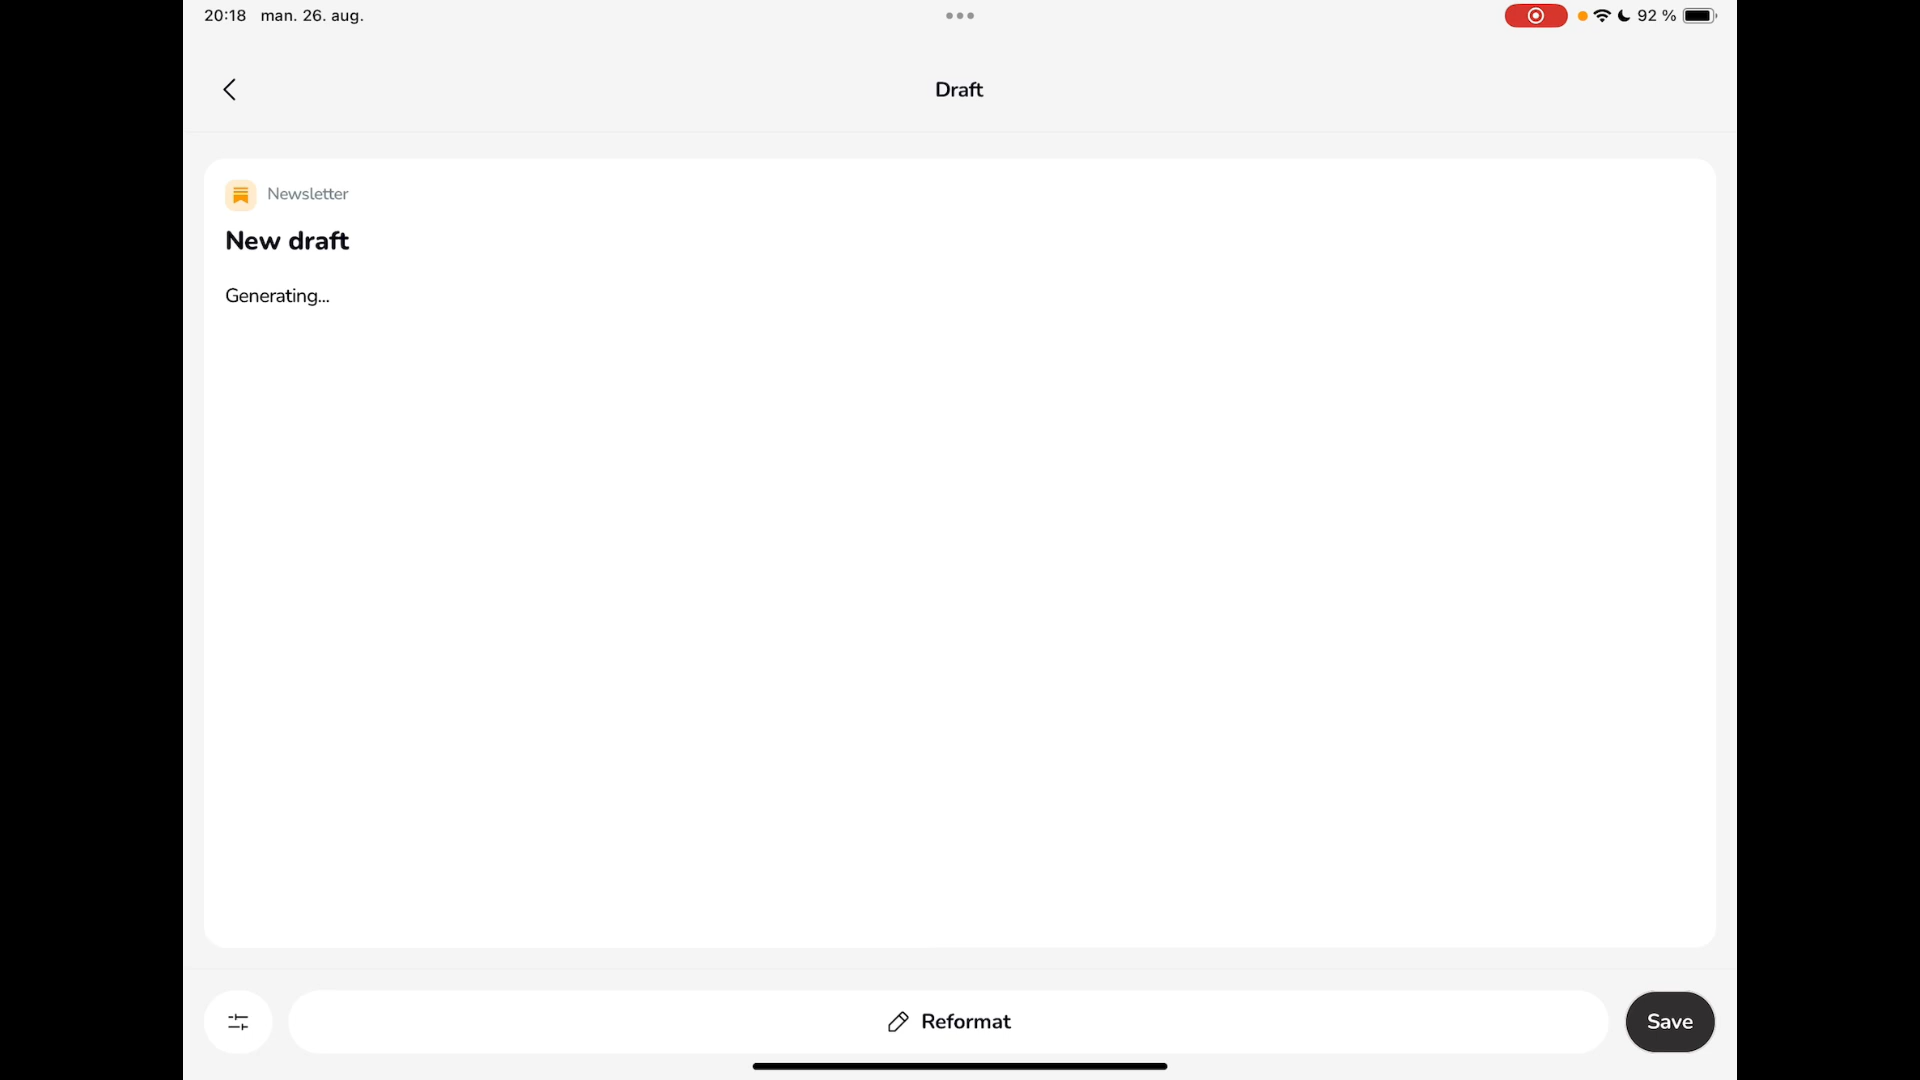 20:18 man. 26. aug.
92 %
Draft
Newsletter
New draft
Generating...
Reformat
Save